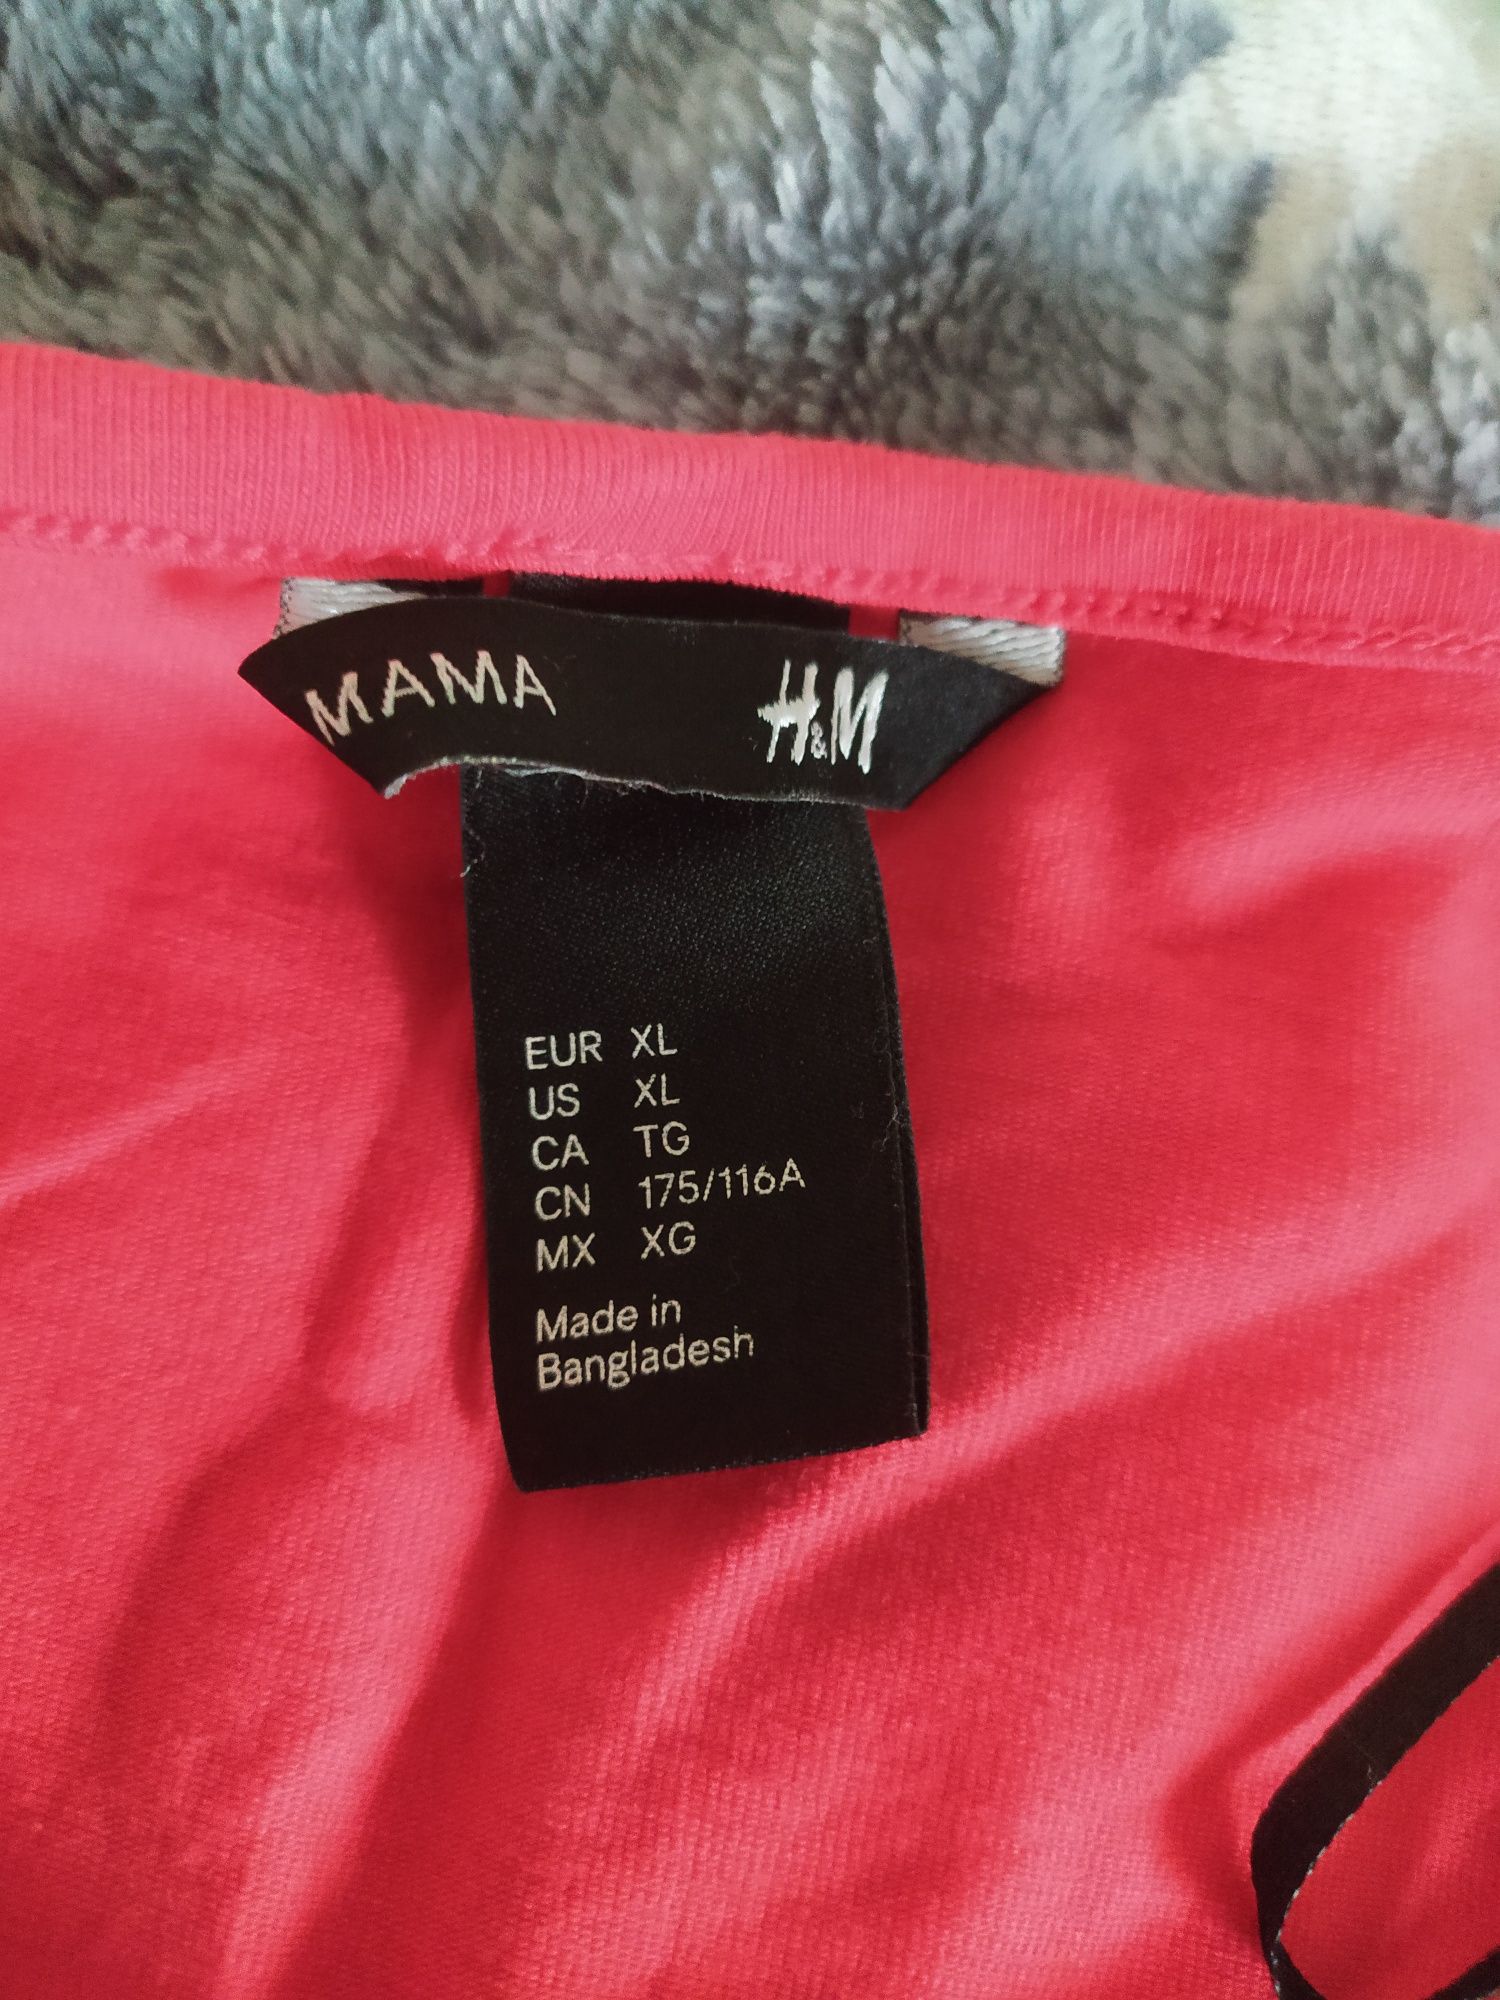 MAMA H&M
EUR XL
US XL
CA TG
CN 175/116A
MX XG
Made in
Bangladesh